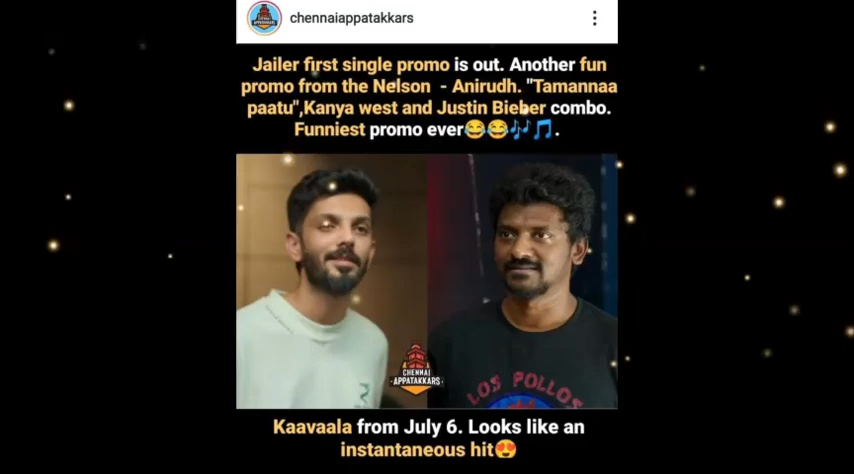 chennaiappatakkars
Jailer first single promo is out. Another fun
promo from the Nelson - Anirudh. "Tamannaa
paatu",Kanya west and Justin Bieber combo.
Funniest promo ever😂😂🎶🎵.
LOS POLLOS
CHENNAI
APPATAKKARS
Kaavaala from July 6. Looks like an
instantaneous hit😍